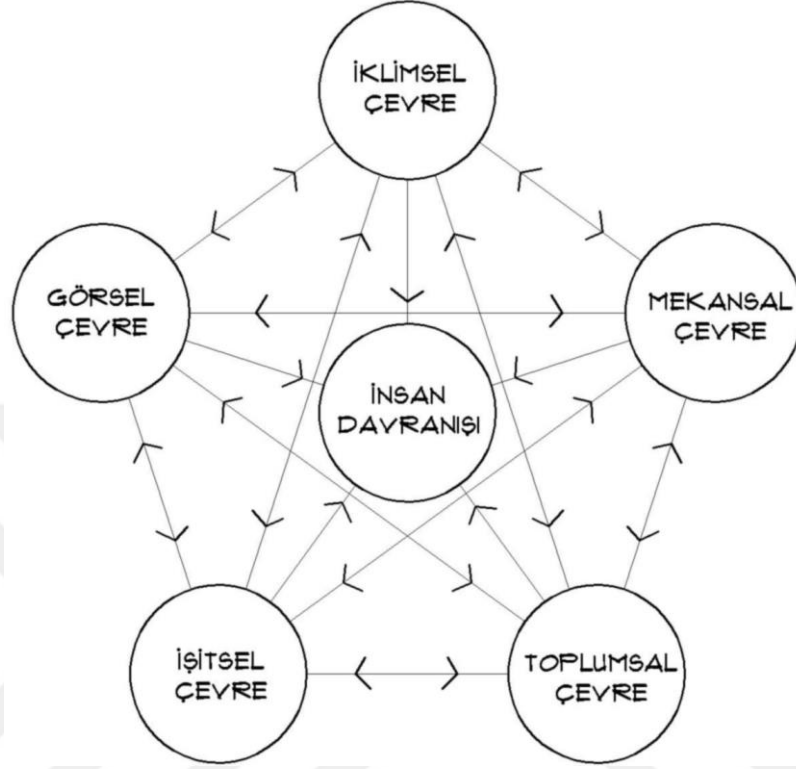 İKLİMSEL
ÇEVRE
GÖRSEL
ÇEVRE
MEKANSAL
ÇEVRE
İNSAN
DAVRANIŞI
İŞİTSEL
ÇEVRE
TOPLUMSAL
ÇEVRE